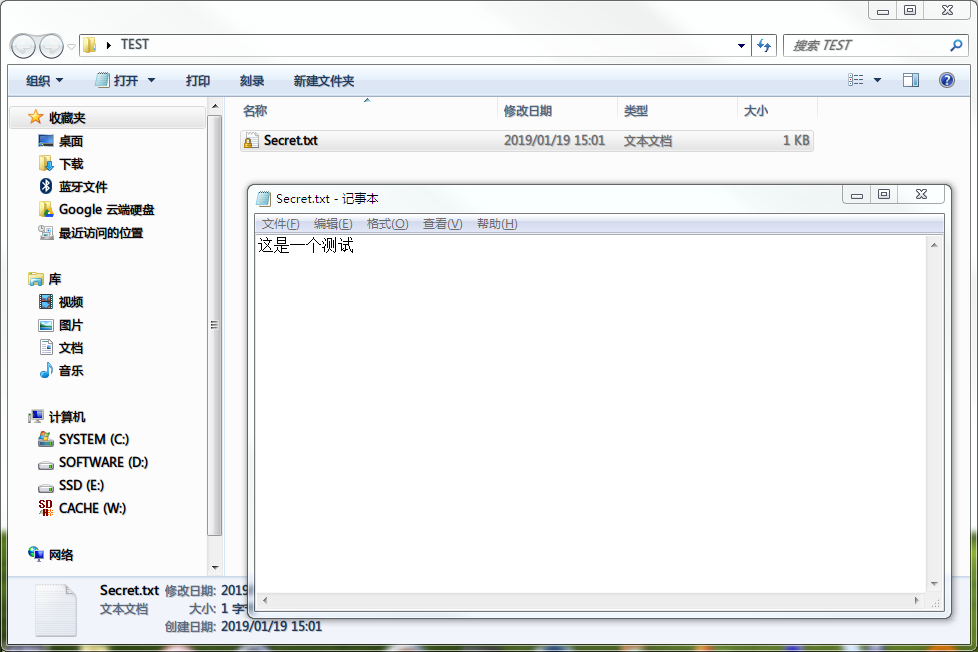 TEST
搜索 TEST
组织 打开 打印 刻录 新建文件夹
收藏夹
桌面
下载
蓝牙文件
Google 云端硬盘
最近访问的位置
库
视频
图片
文档
音乐
计算机
SYSTEM (C:)
SOFTWARE (D:)
SSD (E:)
CACHE (W:)
网络
名称 修改日期 类型 大小
Secret.txt 2019/01/19 15:01 文本文档 1 KB
Secret.txt - 记事本
文件(F) 编辑(E) 格式(O) 查看(V) 帮助(H)
这是一个测试
Secret.txt 修改日期: 2019
文本文档 大小: 1 字
创建日期: 2019/01/19 15:01